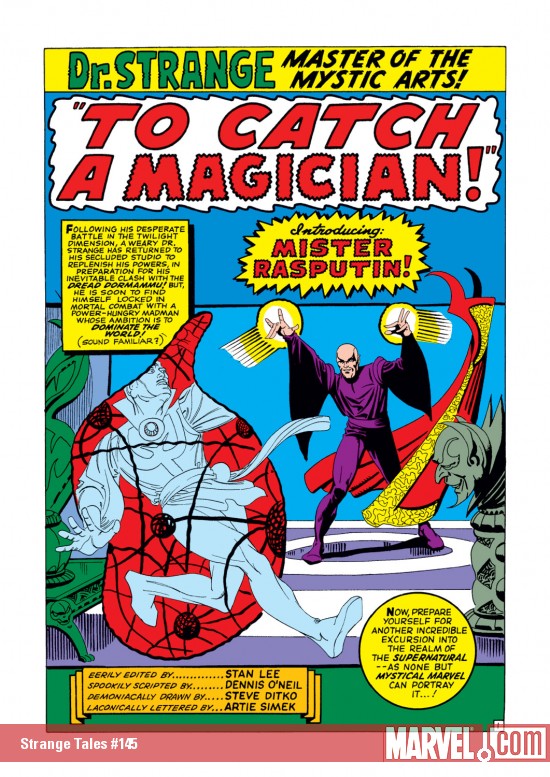 Dr. STRANGE MASTER OF THE
MYSTIC ARTS!
"TO CATCH
A MAGICIAN!"
FOLLOWING HIS DESPERATE
BATTLE IN THE TWILIGHT
DIMENSION, A WEARY DR.
STRANGE HAS RETURNED TO
HIS SECLUDED STUDIO TO
REPLENISH HIS POWERS, IN
PREPARATION FOR HIS
INEVITABLE CLASH WITH THE
DREAD DORMAMMU! BUT,
HE IS SOON TO FIND
HIMSELF LOCKED IN
MORTAL COMBAT WITH A
POWER-HUNGRY MADMAN
WHOSE AMBITION IS TO
DOMINATE THE
WORLD!
(SOUND FAMILIAR?)
Introducing:
MISTER
RASPUTIN!
NOW, PREPARE
YOURSELF FOR
ANOTHER INCREDIBLE
EXCURSION INTO
THE REALM OF
THE SUPERNATURAL
--AS NONE BUT
MYSTICAL MARVEL
CAN PORTRAY
IT...!
EERILY EDITED BY............. STAN LEE
SPOOKILY SCRIPTED BY........ DENNIS O'NEIL
DEMONIACALLY DRAWN BY..... STEVE DITKO
LACONICALLY LETTERED BY... ARTIE SIMEK
Strange Tales #145
MARVEL.COM